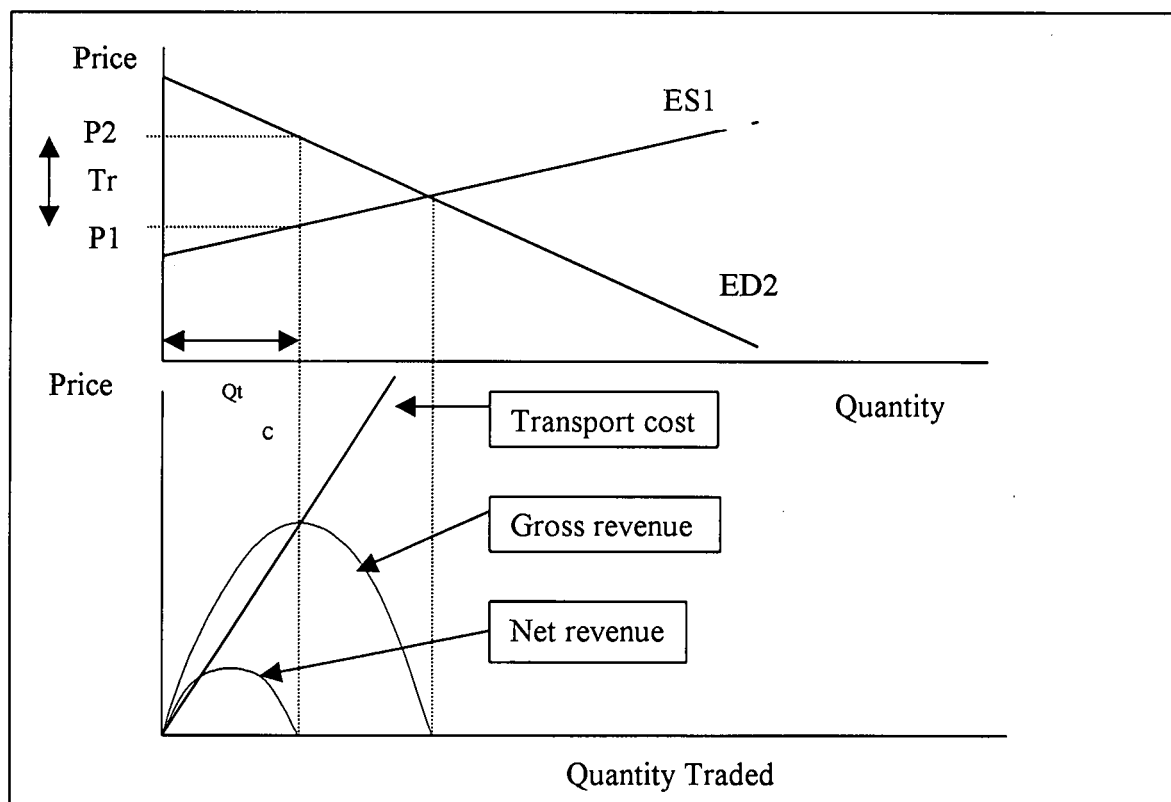 Price
ES1
P2
Tr
P1
ED2
Price
Qt
Quantity
Transport cost
C
Gross revenue
Net revenue
Quantity Traded